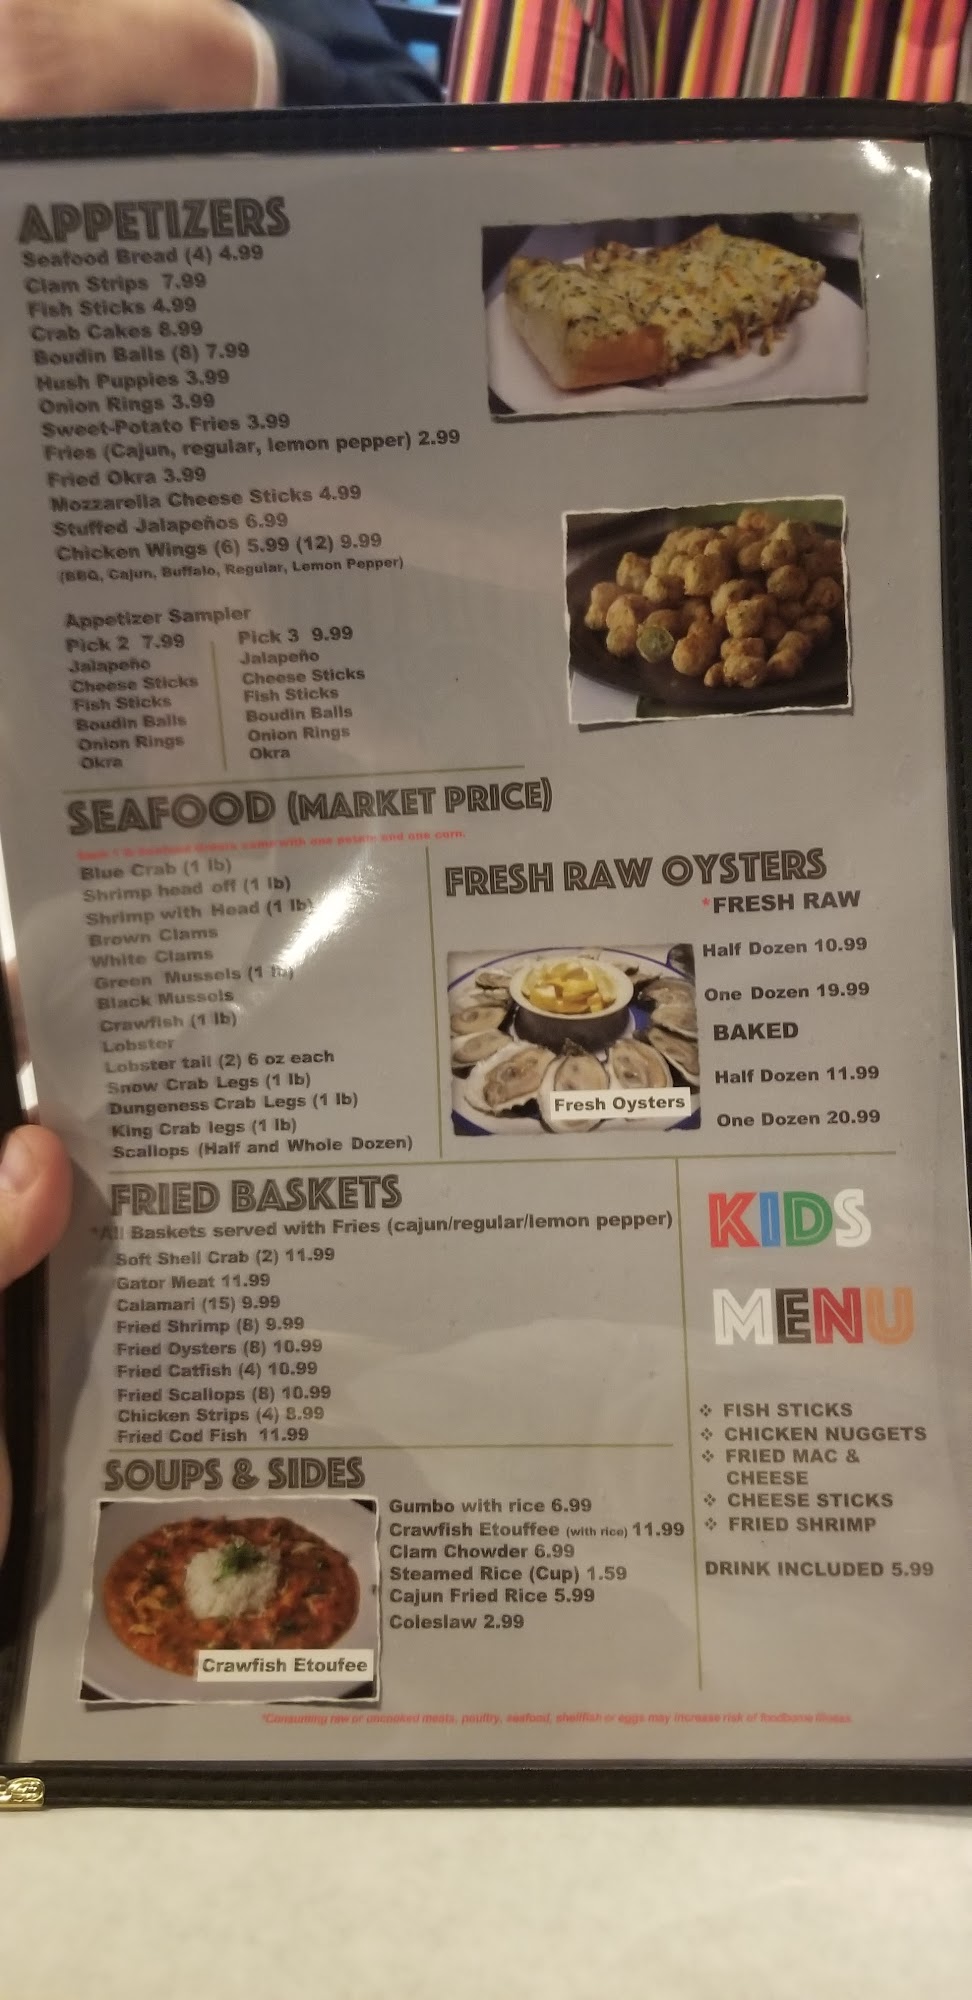 APPETIZERS
Seafood Bread (4) 4.99
Clam Strips 7.99
Fish Sticks 4.99
Crab Cakes 8.99
Boudin Balls (8) 7.99
Hush Puppies 3.99
Onion Rings 3.99
Sweet-Potato Fries 3.99
Fries (Cajun, regular, lemon pepper) 2.99
Fried Okra 3.99
Mozzarella Cheese Sticks 4.99
Stuffed Jalapeños 6.99
Chicken Wings (6) 5.99 (12) 9.99
(BBQ, Cajun, Buffalo, Regular, Lemon Pepper)
Appetizer Sampler
Pick 2 7.99
Jalapeño
Cheese Sticks
Fish Sticks
Boudin Balls
Onion Rings
Okra
Pick 3 9.99
Jalapeño
Cheese Sticks
Fish Sticks
Boudin Balls
Onion Rings
Okra
SEAFOOD (MARKET PRICE)
come with one potato and one corn.
Blue Crab (1 lb)
Shrimp head off (1 lb)
Shrimp with Head (1 lb)
Brown Clams
White Clams
Green Mussels (1 lb)
Black Mussols
Crawfish (1 lb)
Lobster
Lobster tail (2) 6 oz each
Snow Crab Legs (1 lb)
Dungeness Crab Legs (1 lb)
King Crab legs (1 lb)
Scallops (Half and Whole Dozen)
FRESH RAW OYSTERS
*FRESH RAW
Half Dozen 10.99
One Dozen 19.99
BAKED
Half Dozen 11.99
One Dozen 20.99
Fresh Oysters
FRIED BASKETS
*All Baskets served with Fries (cajun/regular/lemon pepper)
Soft Shell Crab (2) 11.99
Gator Meat 11.99
Calamari (15) 9.99
Fried Shrimp (8) 9.99
Fried Oysters (8) 10.99
Fried Catfish (4) 10.99
Fried Scallops (8) 10.99
Chicken Strips (4) 8.99
Fried Cod Fish 11.99
KIDS
MENU
❖ FISH STICKS
❖ CHICKEN NUGGETS
❖ FRIED MAC &
CHEESE
❖ CHEESE STICKS
❖ FRIED SHRIMP
DRINK INCLUDED 5.99
SOUPS & SIDES
Gumbo with rice 6.99
Crawfish Etouffee (with rice) 11.99
Clam Chowder 6.99
Steamed Rice (Cup) 1.59
Cajun Fried Rice 5.99
Coleslaw 2.99
Crawfish Etoufee
*Consuming raw or uncooked meats, poultry, seafood, shellfish or eggs may increase risk of foodborne illness.